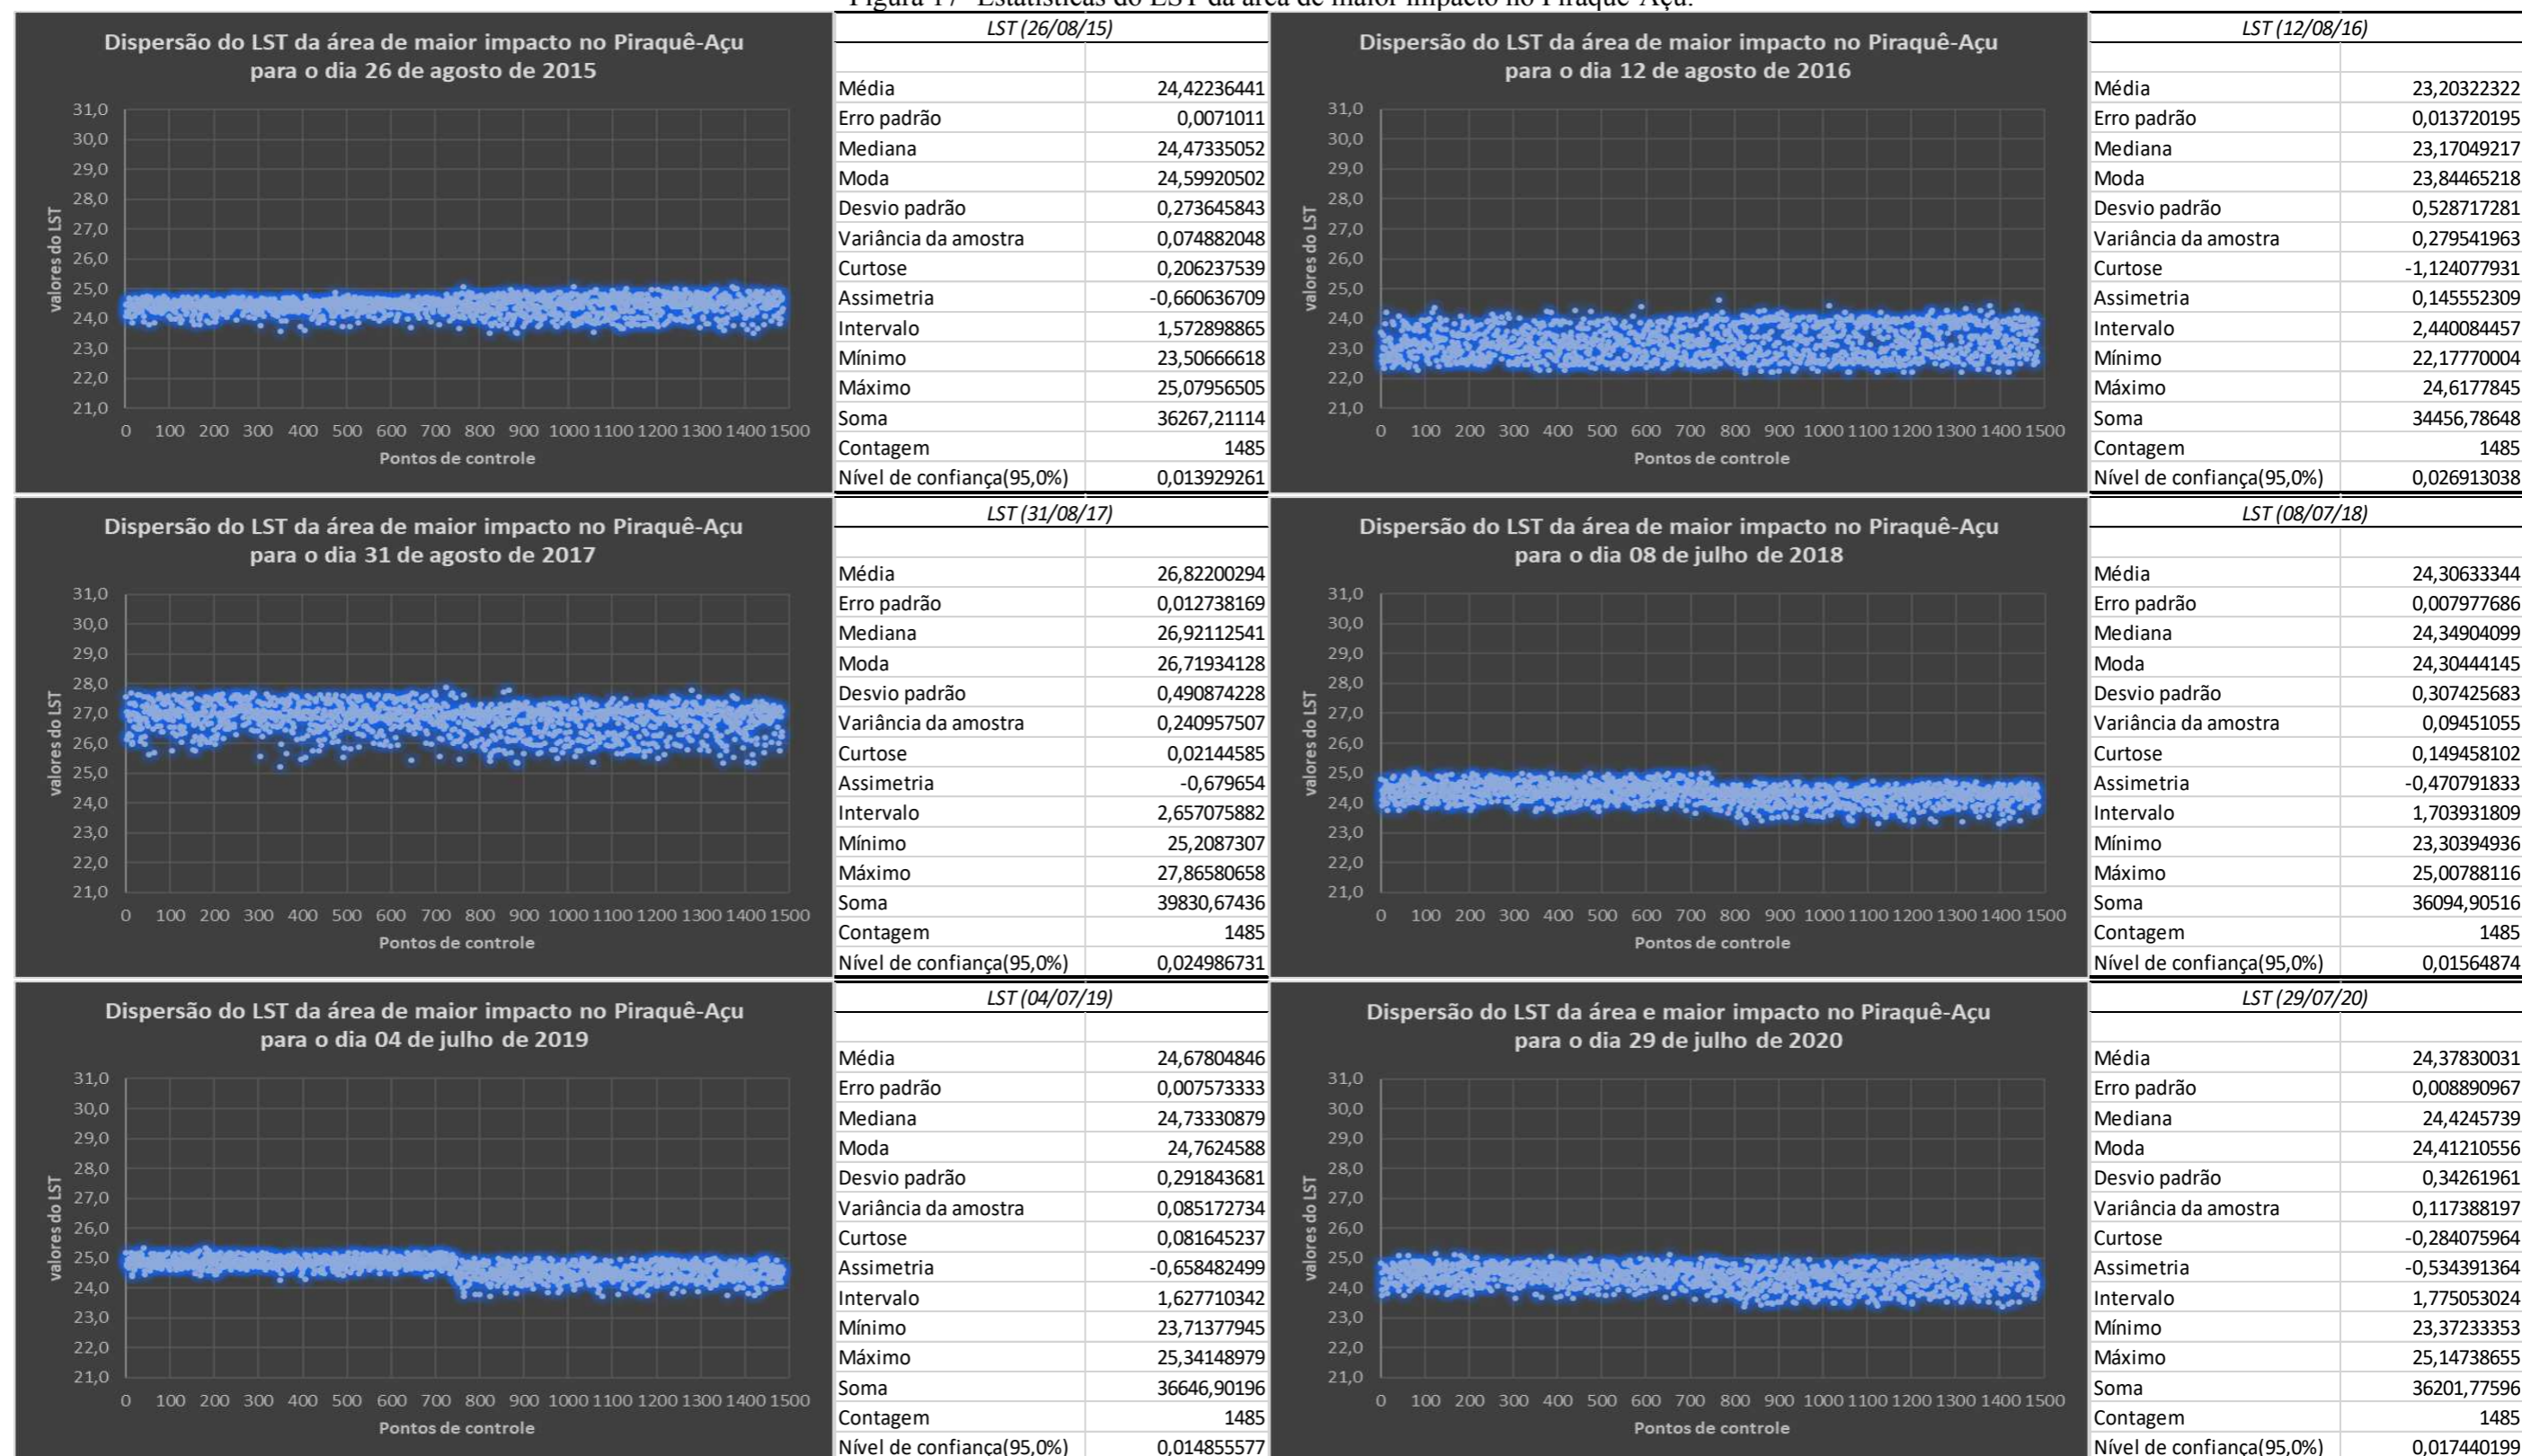 Figura 17- Estatísticas do LST da área de maior impacto no Piraquê-Açu.
Dispersão do LST da área de maior impacto no Piraquê-Açu
para o dia 26 de agosto de 2015
valores do LST
31,0
30,0
29,0
28,0
27,0
26,0
25,0
24,0
23,0
22,0
21,0
0 100 200 300 400 500 600 700 800 900 1000 1100 1200 1300 1400 1500
Pontos de controle
LST (26/08/15)
Média 24,42236441
Erro padrão 0,0071011
Mediana 24,47335052
Moda 24,59920502
Desvio padrão 0,273645843
Variância da amostra 0,074882048
Curtose 0,206237539
Assimetria -0,660636709
Intervalo 1,572898865
Mínimo 23,50666618
Máximo 25,07956505
Soma 36267,21114
Contagem 1485
Nível de confiança(95,0%) 0,013929261
Dispersão do LST da área de maior impacto no Piraquê-Açu
para o dia 12 de agosto de 2016
valores do LST
31,0
30,0
29,0
28,0
27,0
26,0
25,0
24,0
23,0
22,0
21,0
0 100 200 300 400 500 600 700 800 900 1000 1100 1200 1300 1400 1500
Pontos de controle
LST (12/08/16)
Média 23,20322322
Erro padrão 0,013720195
Mediana 23,17049217
Moda 23,84465218
Desvio padrão 0,528717281
Variância da amostra 0,279541963
Curtose -1,124077931
Assimetria 0,145552309
Intervalo 2,440084457
Mínimo 22,17770004
Máximo 24,6177845
Soma 34456,78648
Contagem 1485
Nível de confiança(95,0%) 0,026913038
Dispersão do LST da área de maior impacto no Piraquê-Açu
para o dia 31 de agosto de 2017
valores do LST
31,0
30,0
29,0
28,0
27,0
26,0
25,0
24,0
23,0
22,0
21,0
0 100 200 300 400 500 600 700 800 900 1000 1100 1200 1300 1400 1500
Pontos de controle
LST (31/08/17)
Média 26,82200294
Erro padrão 0,012738169
Mediana 26,92112541
Moda 26,71934128
Desvio padrão 0,490874228
Variância da amostra 0,240957507
Curtose 0,02144585
Assimetria -0,679654
Intervalo 2,657075882
Mínimo 25,2087307
Máximo 27,86580658
Soma 39830,67436
Contagem 1485
Nível de confiança(95,0%) 0,024986731
Dispersão do LST da área de maior impacto no Piraquê-Açu
para o dia 08 de julho de 2018
valores do LST
31,0
30,0
29,0
28,0
27,0
26,0
25,0
24,0
23,0
22,0
21,0
0 100 200 300 400 500 600 700 800 900 1000 1100 1200 1300 1400 1500
Pontos de controle
LST (08/07/18)
Média 24,30633344
Erro padrão 0,007977686
Mediana 24,34904099
Moda 24,30444145
Desvio padrão 0,307425683
Variância da amostra 0,09451055
Curtose 0,149458102
Assimetria -0,470791833
Intervalo 1,703931809
Mínimo 23,30394936
Máximo 25,00788116
Soma 36094,90516
Contagem 1485
Nível de confiança(95,0%) 0,01564874
Dispersão do LST da área de maior impacto no Piraquê-Açu
para o dia 04 de julho de 2019
valores do LST
31,0
30,0
29,0
28,0
27,0
26,0
25,0
24,0
23,0
22,0
21,0
0 100 200 300 400 500 600 700 800 900 1000 1100 1200 1300 1400 1500
Pontos de controle
LST (04/07/19)
Média 24,67804846
Erro padrão 0,007573333
Mediana 24,73330879
Moda 24,7624588
Desvio padrão 0,291843681
Variância da amostra 0,085172734
Curtose 0,081645237
Assimetria -0,658482499
Intervalo 1,627710342
Mínimo 23,71377945
Máximo 25,34148979
Soma 36646,90196
Contagem 1485
Nível de confiança(95,0%) 0,014855577
Dispersão do LST da área e maior impacto no Piraquê-Açu
para o dia 29 de julho de 2020
valores do LST
31,0
30,0
29,0
28,0
27,0
26,0
25,0
24,0
23,0
22,0
21,0
0 100 200 300 400 500 600 700 800 900 1000 1100 1200 1300 1400 1500
Pontos de controle
LST (29/07/20)
Média 24,37830031
Erro padrão 0,008890967
Mediana 24,4245739
Moda 24,41210556
Desvio padrão 0,34261961
Variância da amostra 0,117388197
Curtose -0,284075964
Assimetria -0,534391364
Intervalo 1,775053024
Mínimo 23,37233353
Máximo 25,14738655
Soma 36201,77596
Contagem 1485
Nível de confiança(95,0%) 0,017440199